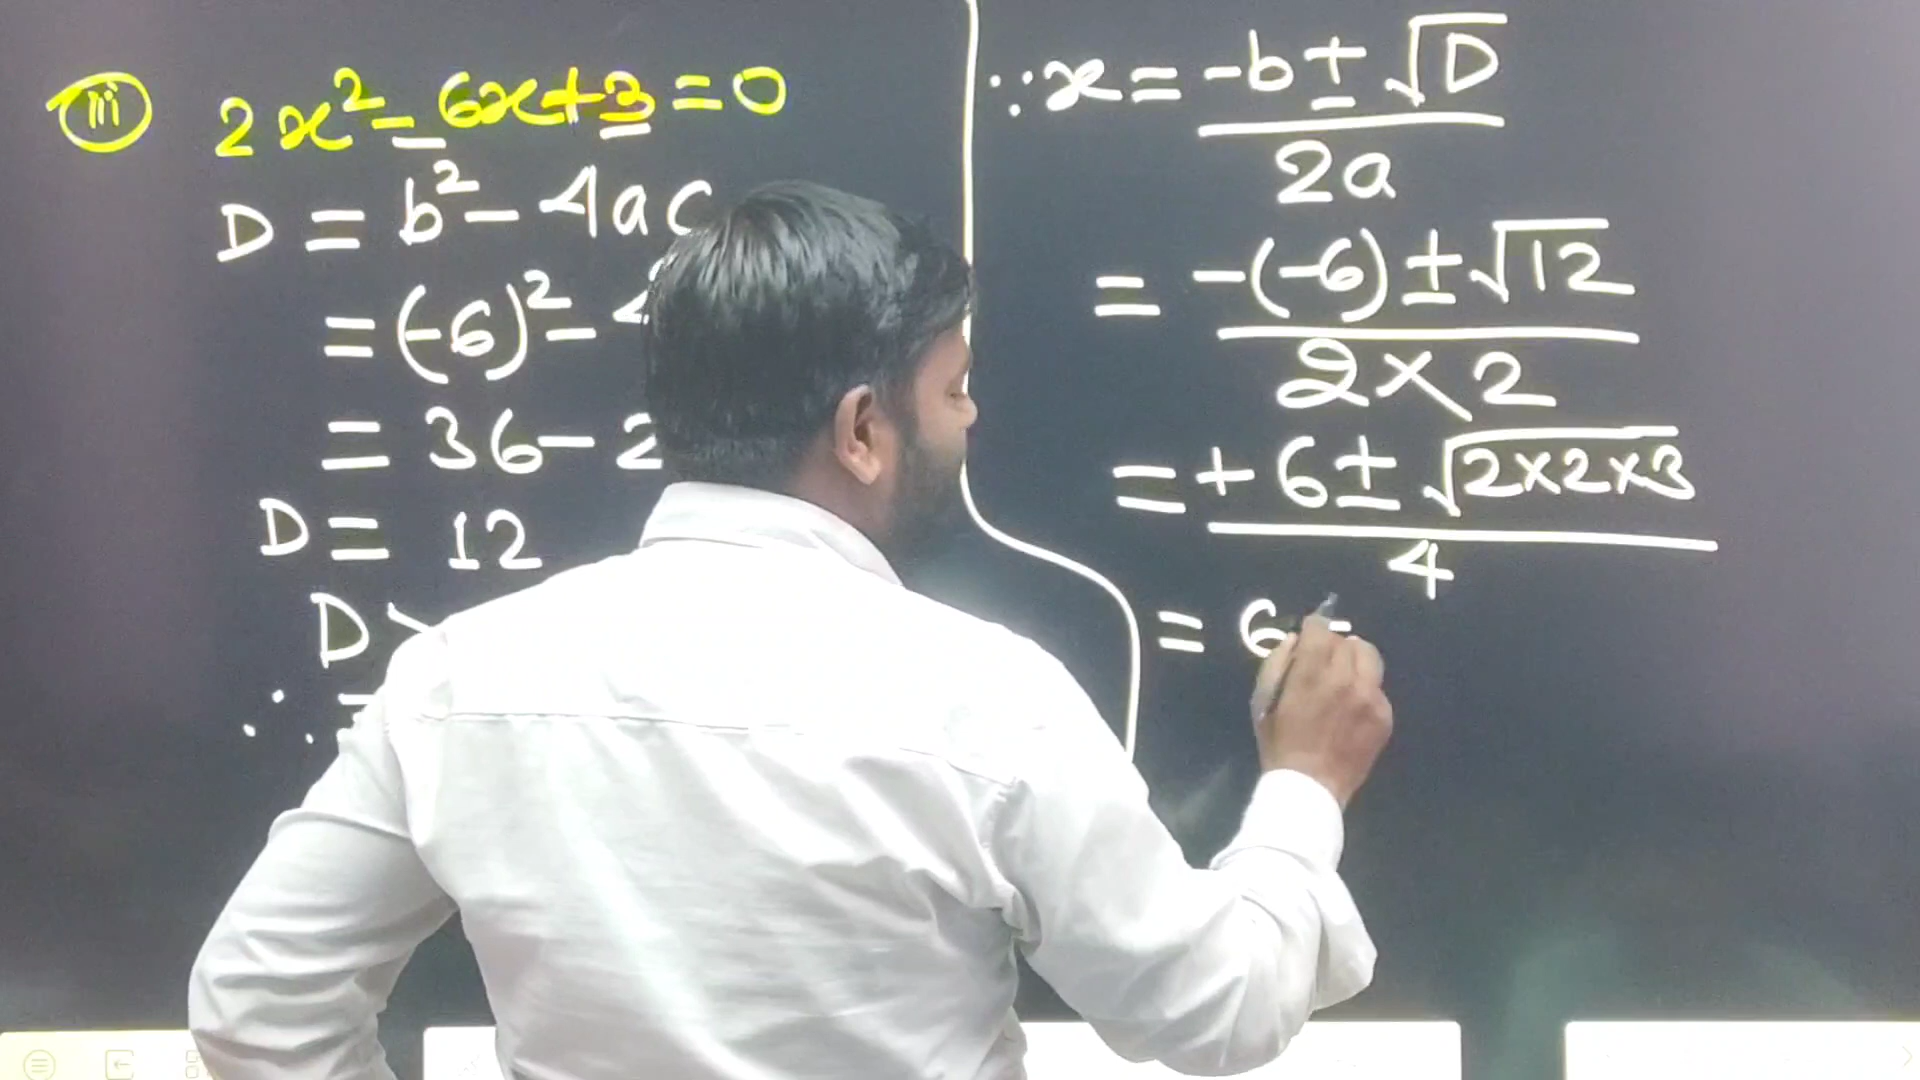 iii 2x² - 6x + 3 = 0
D = b² - 4ac
= (-6)² -
= 36 - 2
D = 12
D >
∴
∵ x = -b ± √D
2a
= -(-6) ± √12
2 × 2
= + 6 ± √2×2×3
4
= 6